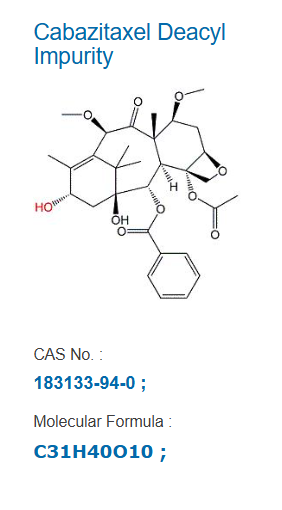 Cabazitaxel Deacyl
Impurity
O
O
O
O
H
HO
OH
O
O
O
O
O
CAS No. :
183133-94-0 ;
Molecular Formula :
C31H40O10 ;